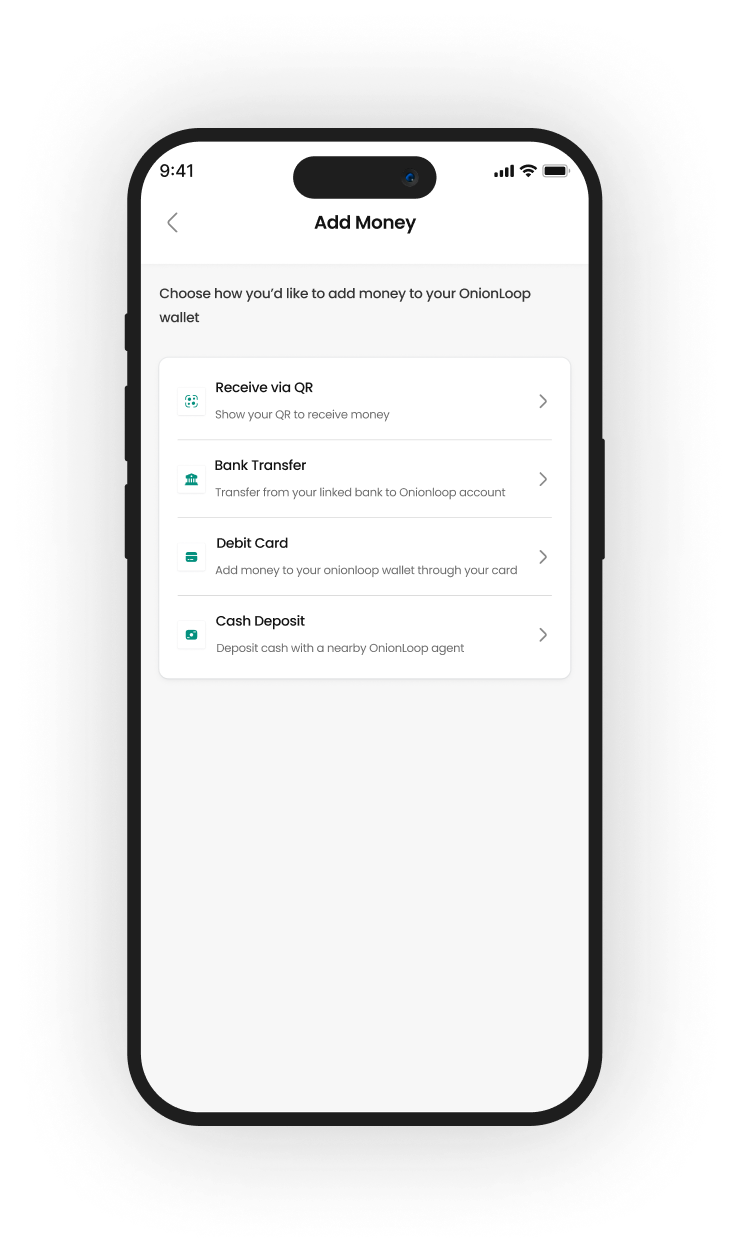 9:41
Add Money
Choose how you’d like to add money to your OnionLoop
wallet
Receive via QR
Show your QR to receive money
Bank Transfer
Transfer from your linked bank to Onionloop account
Debit Card
Add money to your onionloop wallet through your card
Cash Deposit
Deposit cash with a nearby OnionLoop agent